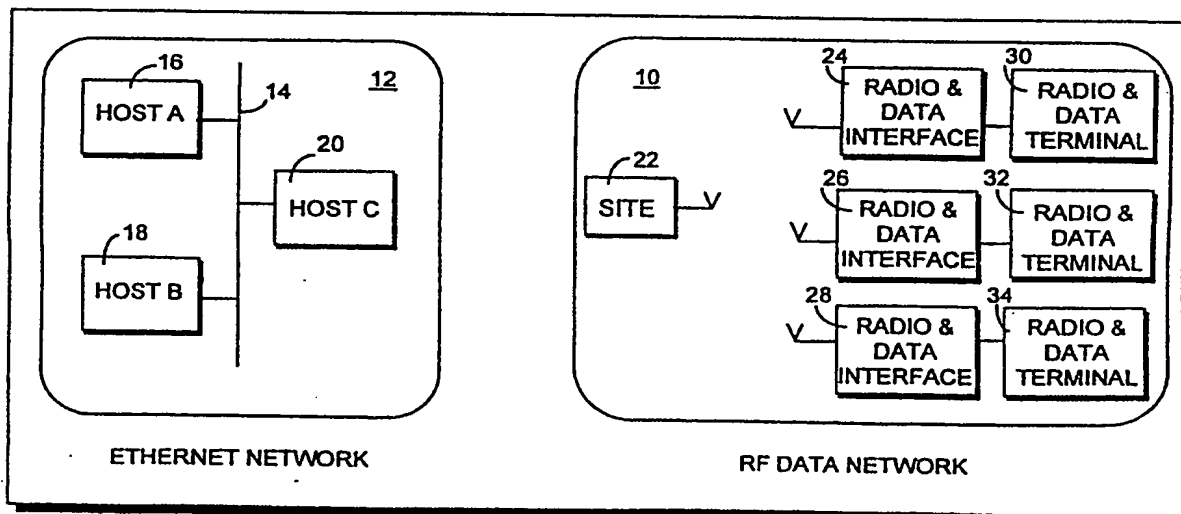 16
HOST A
14
12
20
HOST C
18
HOST B
ETHERNET NETWORK
10
22
SITE
24
RADIO &
DATA
INTERFACE
30
RADIO &
DATA
TERMINAL
26
RADIO &
DATA
INTERFACE
32
RADIO &
DATA
TERMINAL
28
RADIO &
DATA
INTERFACE
34
RADIO &
DATA
TERMINAL
RF DATA NETWORK